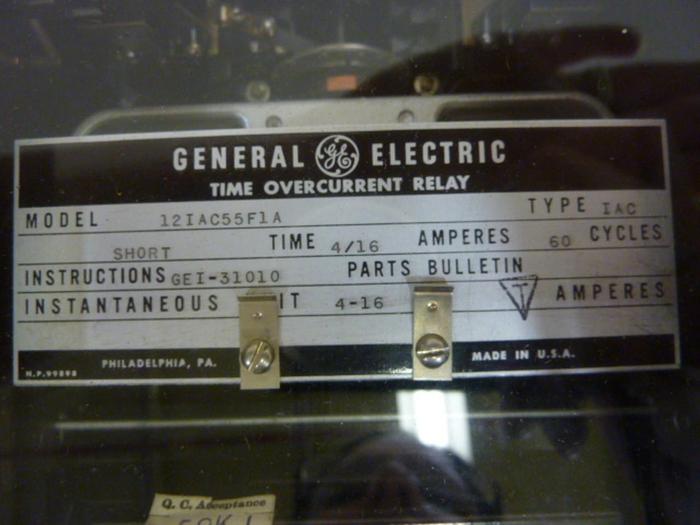 GENERAL GE ELECTRIC
TIME OVERCURRENT RELAY
MODEL 12IAC55F1A TYPE IAC
SHORT TIME 4/16 AMPERES 60 CYCLES
INSTRUCTIONS GEI-31010 PARTS BULLETIN
INSTANTANEOUS IT 4-16 T AMPERES
N.P.99898 PHILADELPHIA, PA. MADE IN U.S.A.
Q.C. Acceptance